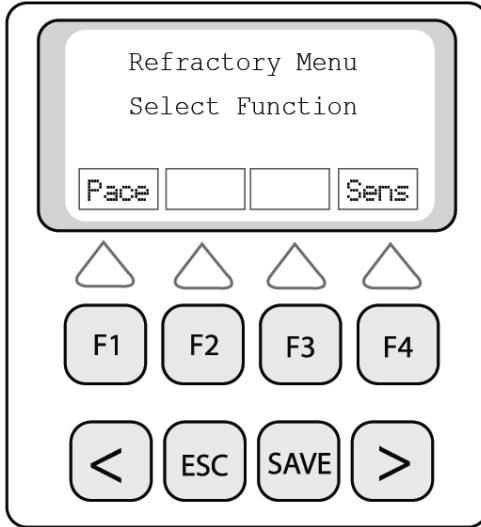 Refractory Menu
Select Function
Pace Sens
F1 F2 F3 F4
< ESC SAVE >